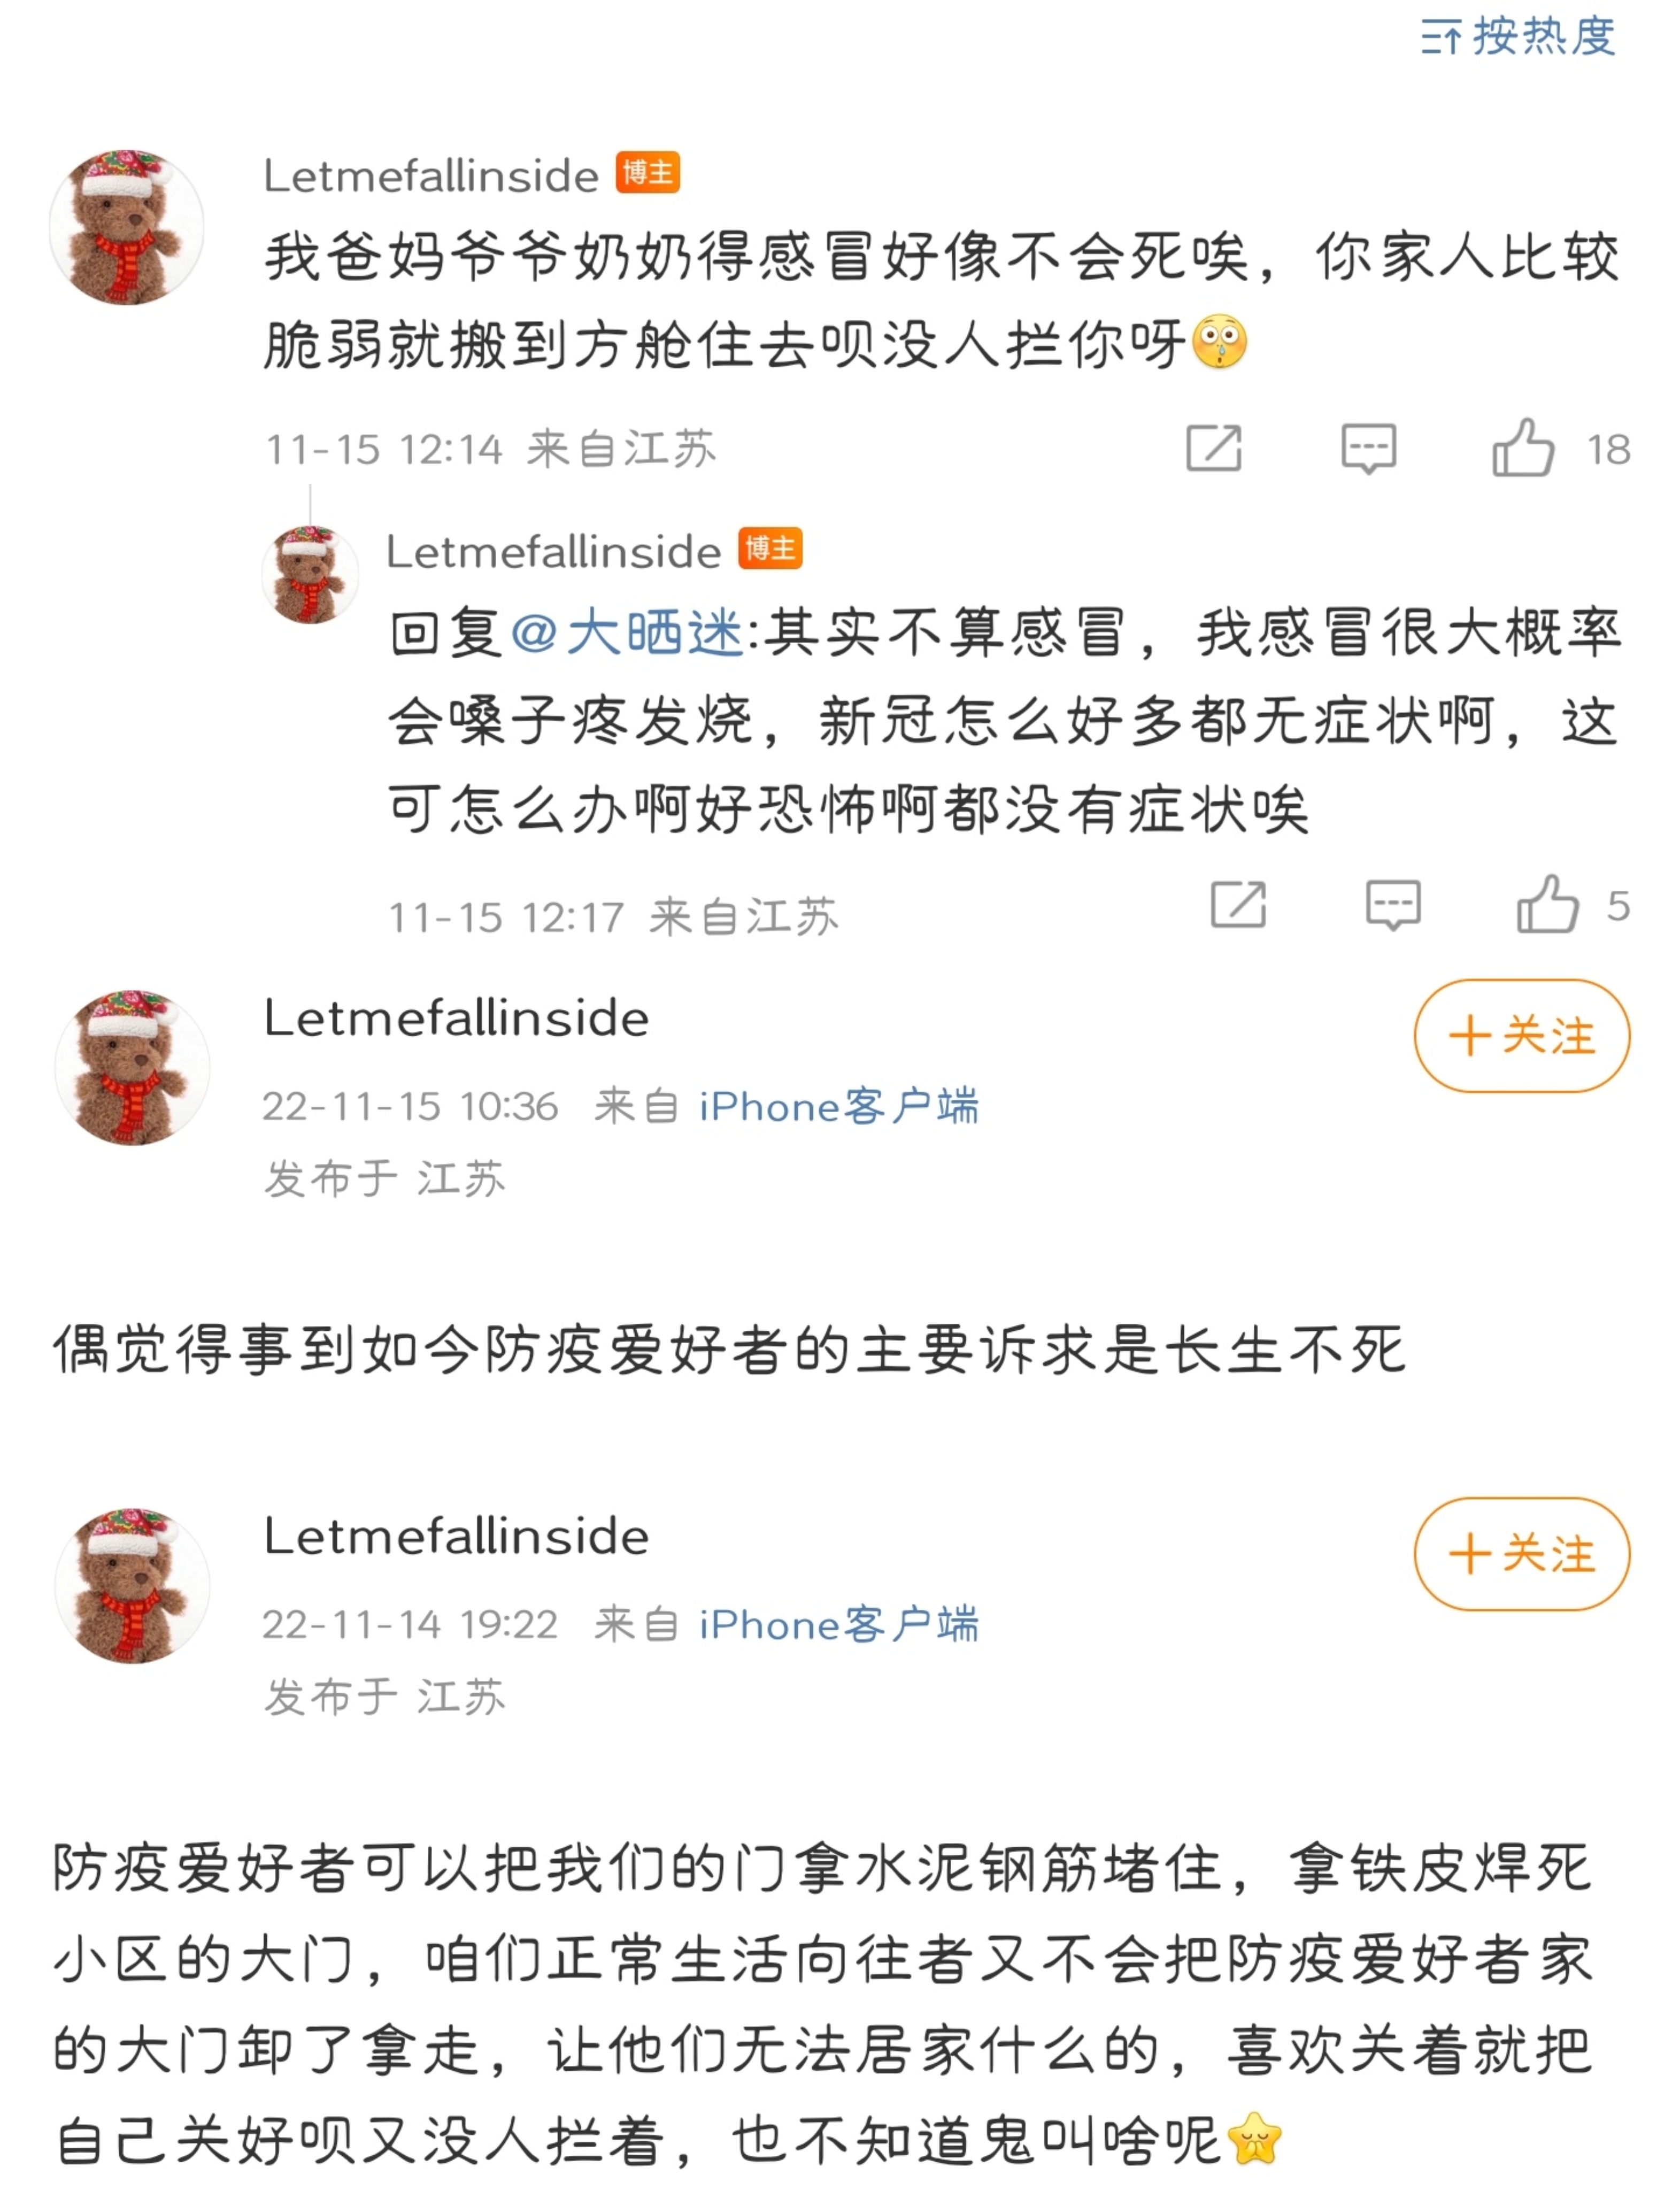 按热度
Letmefallinside 博主
我爸妈爷爷奶奶得感冒好像不会死唉，你家人比较
脆弱就搬到方舱住去呗没人拦你呀
11-15 12:14 来自江苏 18
Letmefallinside 博主
回复@大晒迷:其实不算感冒，我感冒很大概率
会嗓子疼发烧，新冠怎么好多都无症状啊，这
可怎么办啊好恐怖啊都没有症状唉
11-15 12:17 来自江苏 5
Letmefallinside
+关注
22-11-15 10:36 来自 iPhone客户端
发布于 江苏
偶觉得事到如今防疫爱好者的主要诉求是长生不死
Letmefallinside
+关注
22-11-14 19:22 来自 iPhone客户端
发布于 江苏
防疫爱好者可以把我们的门拿水泥钢筋堵住，拿铁皮焊死
小区的大门，咱们正常生活向往者又不会把防疫爱好者家
的大门卸了拿走，让他们无法居家什么的，喜欢关着就把
自己关好呗又没人拦着，也不知道鬼叫啥呢